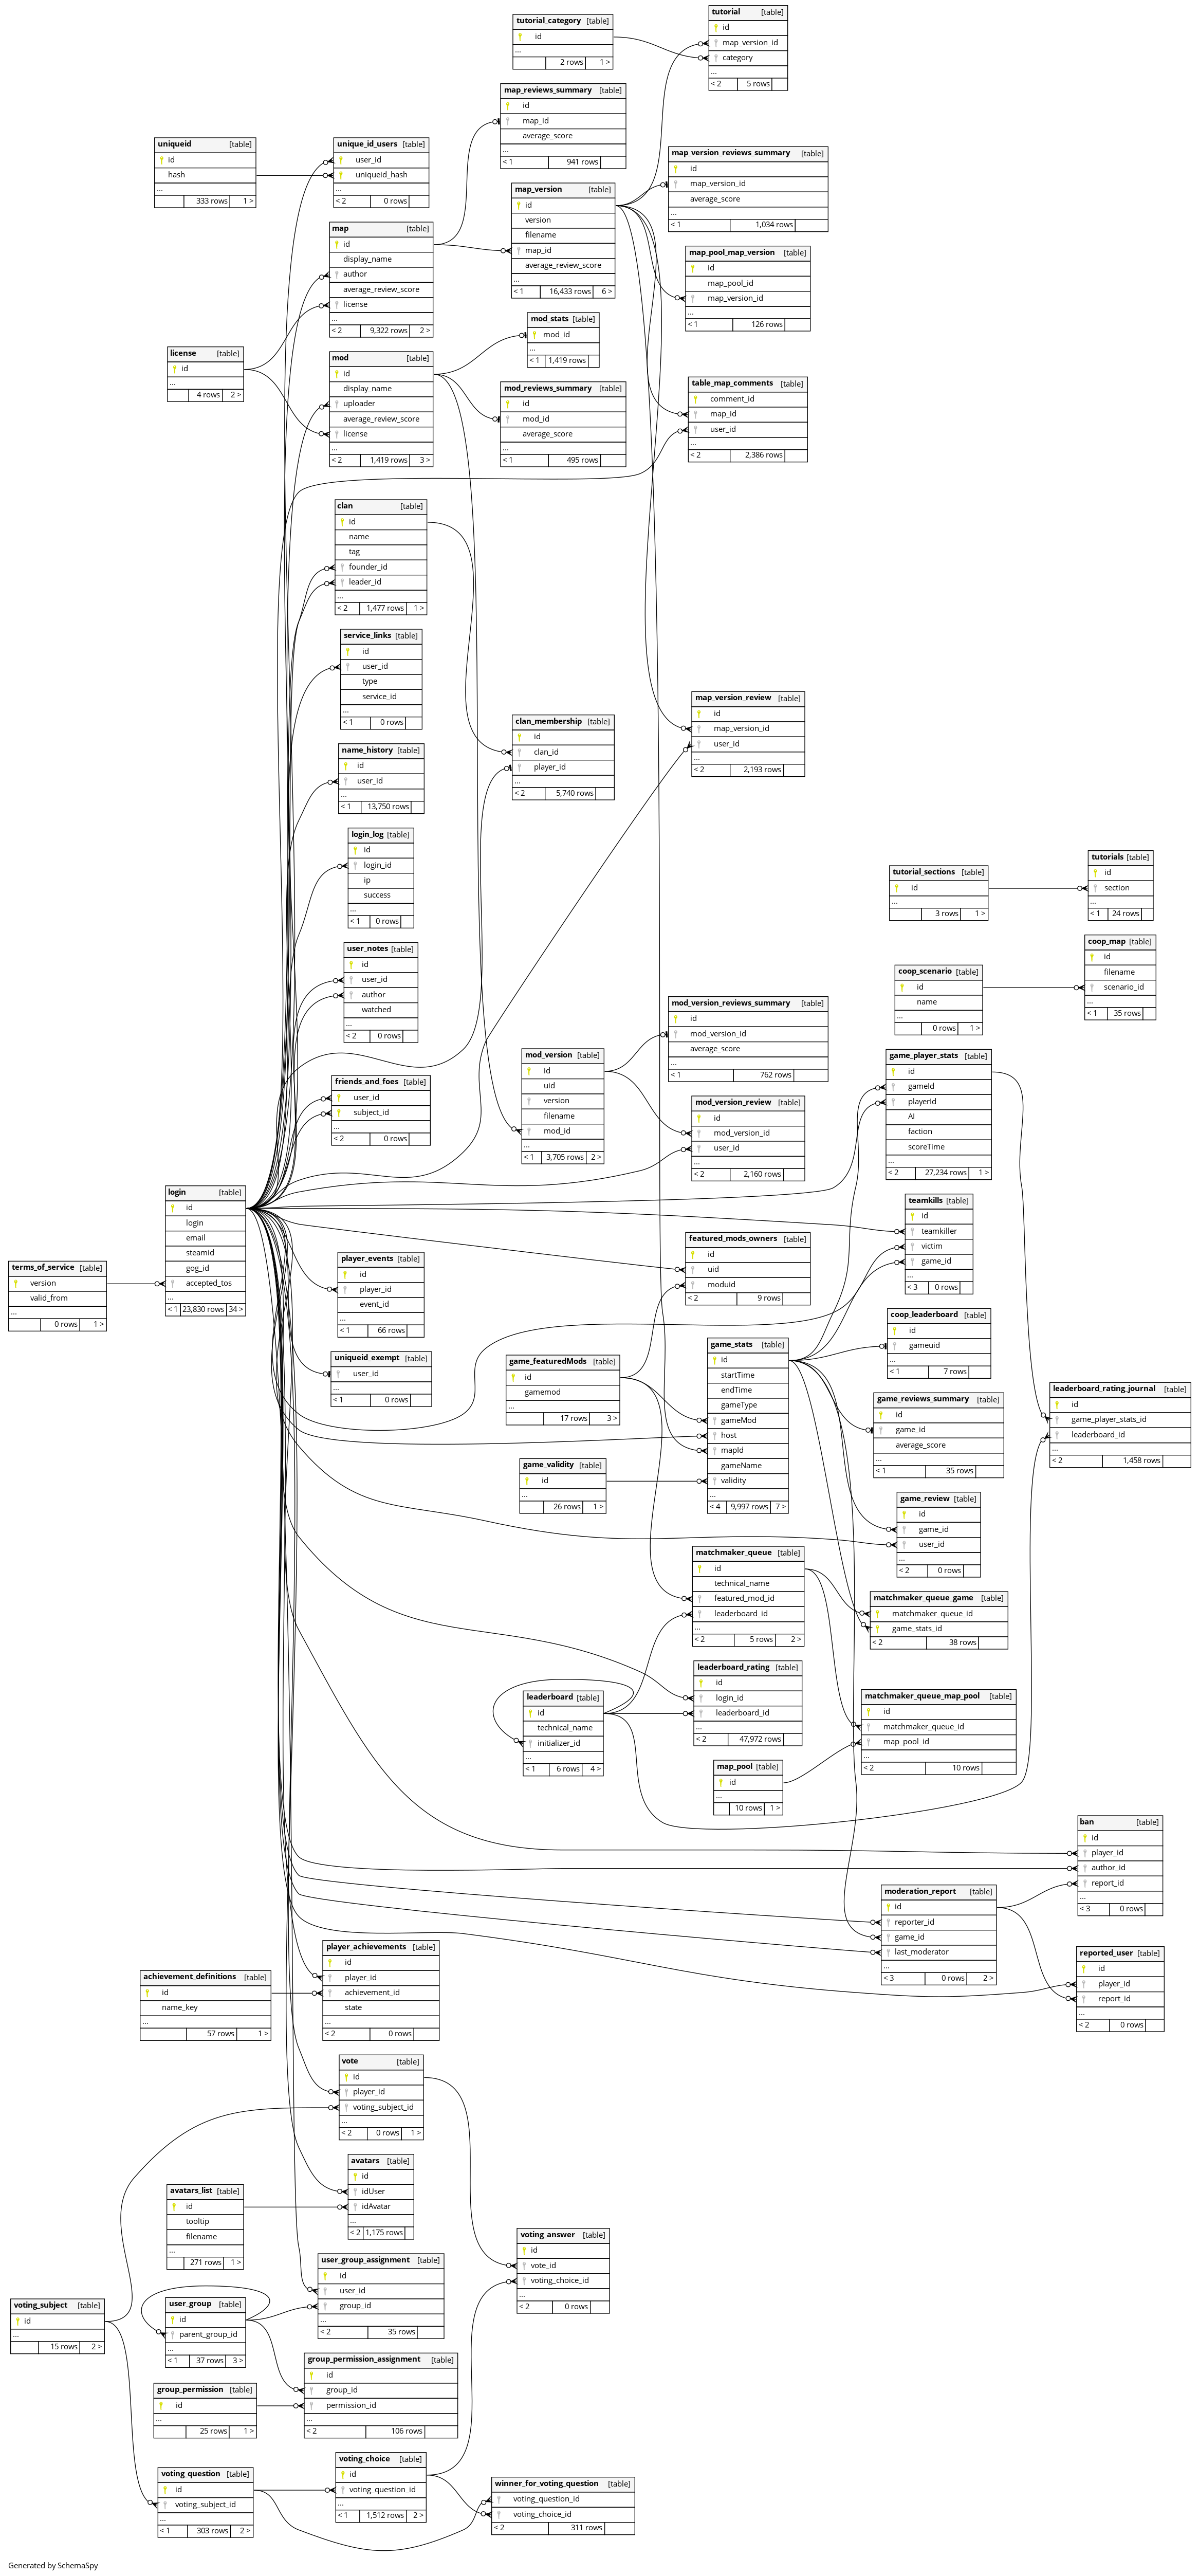 tutorial_category [table]
id
...
2 rows 1 >
tutorial [table]
id
map_version_id
category
...
< 2 5 rows
map_reviews_summary [table]
id
map_id
average_score
...
< 1 941 rows
uniqueid [table]
id
hash
...
333 rows 1 >
unique_id_users [table]
user_id
uniqueid_hash
...
< 2 0 rows
map_version_reviews_summary [table]
id
map_version_id
average_score
...
< 1 1,034 rows
map_version [table]
id
version
filename
map_id
average_review_score
...
< 1 16,433 rows 6 >
map [table]
id
display_name
author
average_review_score
license
...
< 2 9,322 rows 2 >
map_pool_map_version [table]
id
map_pool_id
map_version_id
...
< 1 126 rows
mod_stats [table]
mod_id
...
< 1 1,419 rows
license [table]
id
...
4 rows 2 >
mod [table]
id
display_name
uploader
average_review_score
license
...
< 2 1,419 rows 3 >
mod_reviews_summary [table]
id
mod_id
average_score
...
< 1 495 rows
table_map_comments [table]
comment_id
map_id
user_id
...
< 2 2,386 rows
clan [table]
id
name
tag
founder_id
leader_id
...
< 2 1,477 rows 1 >
service_links [table]
id
user_id
type
service_id
...
< 1 0 rows
clan_membership [table]
id
clan_id
player_id
...
< 2 5,740 rows
map_version_review [table]
id
map_version_id
user_id
...
< 2 2,193 rows
name_history [table]
id
user_id
...
< 1 13,750 rows
login_log [table]
id
login_id
ip
success
...
< 1 0 rows
tutorial_sections [table]
id
...
3 rows 1 >
tutorials [table]
id
section
...
< 1 24 rows
user_notes [table]
id
user_id
author
watched
...
< 2 0 rows
coop_scenario [table]
id
name
...
0 rows 1 >
coop_map [table]
id
filename
scenario_id
...
< 1 35 rows
mod_version_reviews_summary [table]
id
mod_version_id
average_score
...
< 1 762 rows
mod_version [table]
id
uid
version
filename
mod_id
...
< 1 3,705 rows 2 >
game_player_stats [table]
id
gameId
playerId
AI
faction
scoreTime
...
< 2 27,234 rows 1 >
friends_and_foes [table]
user_id
subject_id
...
< 2 0 rows
mod_version_review [table]
id
mod_version_id
user_id
...
< 2 2,160 rows
login [table]
id
login
email
steamid
gog_id
accepted_tos
...
< 1 23,830 rows 34 >
teamkills [table]
id
teamkiller
victim
game_id
...
< 3 0 rows
terms_of_service [table]
version
valid_from
...
0 rows 1 >
player_events [table]
id
player_id
event_id
...
< 1 66 rows
featured_mods_owners [table]
id
uid
moduid
...
< 2 9 rows
coop_leaderboard [table]
id
gameuid
...
< 1 7 rows
uniqueid_exempt [table]
user_id
...
< 1 0 rows
game_featuredMods [table]
id
gamemod
...
17 rows 3 >
game_stats [table]
id
startTime
endTime
gameType
gameMod
host
mapId
gameName
validity
...
< 4 9,997 rows 7 >
game_reviews_summary [table]
id
game_id
average_score
...
< 1 35 rows
leaderboard_rating_journal [table]
id
game_player_stats_id
leaderboard_id
...
< 2 1,458 rows
game_validity [table]
id
...
26 rows 1 >
game_review [table]
id
game_id
user_id
...
< 2 0 rows
matchmaker_queue [table]
id
technical_name
featured_mod_id
leaderboard_id
...
< 2 5 rows 2 >
matchmaker_queue_game [table]
matchmaker_queue_id
game_stats_id
...
< 2 38 rows
leaderboard_rating [table]
id
login_id
leaderboard_id
...
< 2 47,972 rows
leaderboard [table]
id
technical_name
initializer_id
...
< 1 6 rows 4 >
matchmaker_queue_map_pool [table]
id
matchmaker_queue_id
map_pool_id
...
< 2 10 rows
map_pool [table]
id
...
10 rows 1 >
ban [table]
id
player_id
author_id
report_id
...
< 3 0 rows
moderation_report [table]
id
reporter_id
game_id
last_moderator
...
< 3 0 rows 2 >
reported_user [table]
id
player_id
report_id
...
< 2 0 rows
player_achievements [table]
id
player_id
achievement_id
state
...
< 2 0 rows
achievement_definitions [table]
id
name_key
...
57 rows 1 >
vote [table]
id
player_id
voting_subject_id
...
< 2 0 rows 1 >
avatars [table]
id
idUser
idAvatar
...
< 2 1,175 rows
avatars_list [table]
id
tooltip
filename
...
271 rows 1 >
voting_answer [table]
id
vote_id
voting_choice_id
...
< 2 0 rows
user_group_assignment [table]
id
user_id
group_id
...
< 2 35 rows
voting_subject [table]
id
...
15 rows 2 >
user_group [table]
id
parent_group_id
...
< 1 37 rows 3 >
group_permission_assignment [table]
id
group_id
permission_id
...
< 2 106 rows
group_permission [table]
id
...
25 rows 1 >
voting_choice [table]
id
voting_question_id
...
< 1 1,512 rows 2 >
voting_question [table]
id
voting_subject_id
...
< 1 303 rows 2 >
winner_for_voting_question [table]
voting_question_id
voting_choice_id
...
< 2 311 rows
Generated by SchemaSpy